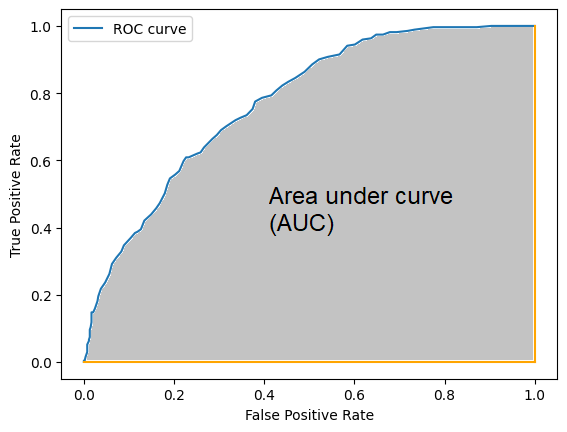 ROC curve
1.0
0.8
0.6
0.4
0.2
0.0
True Positive Rate
Area under curve
(AUC)
0.0 0.2 0.4 0.6 0.8 1.0
False Positive Rate